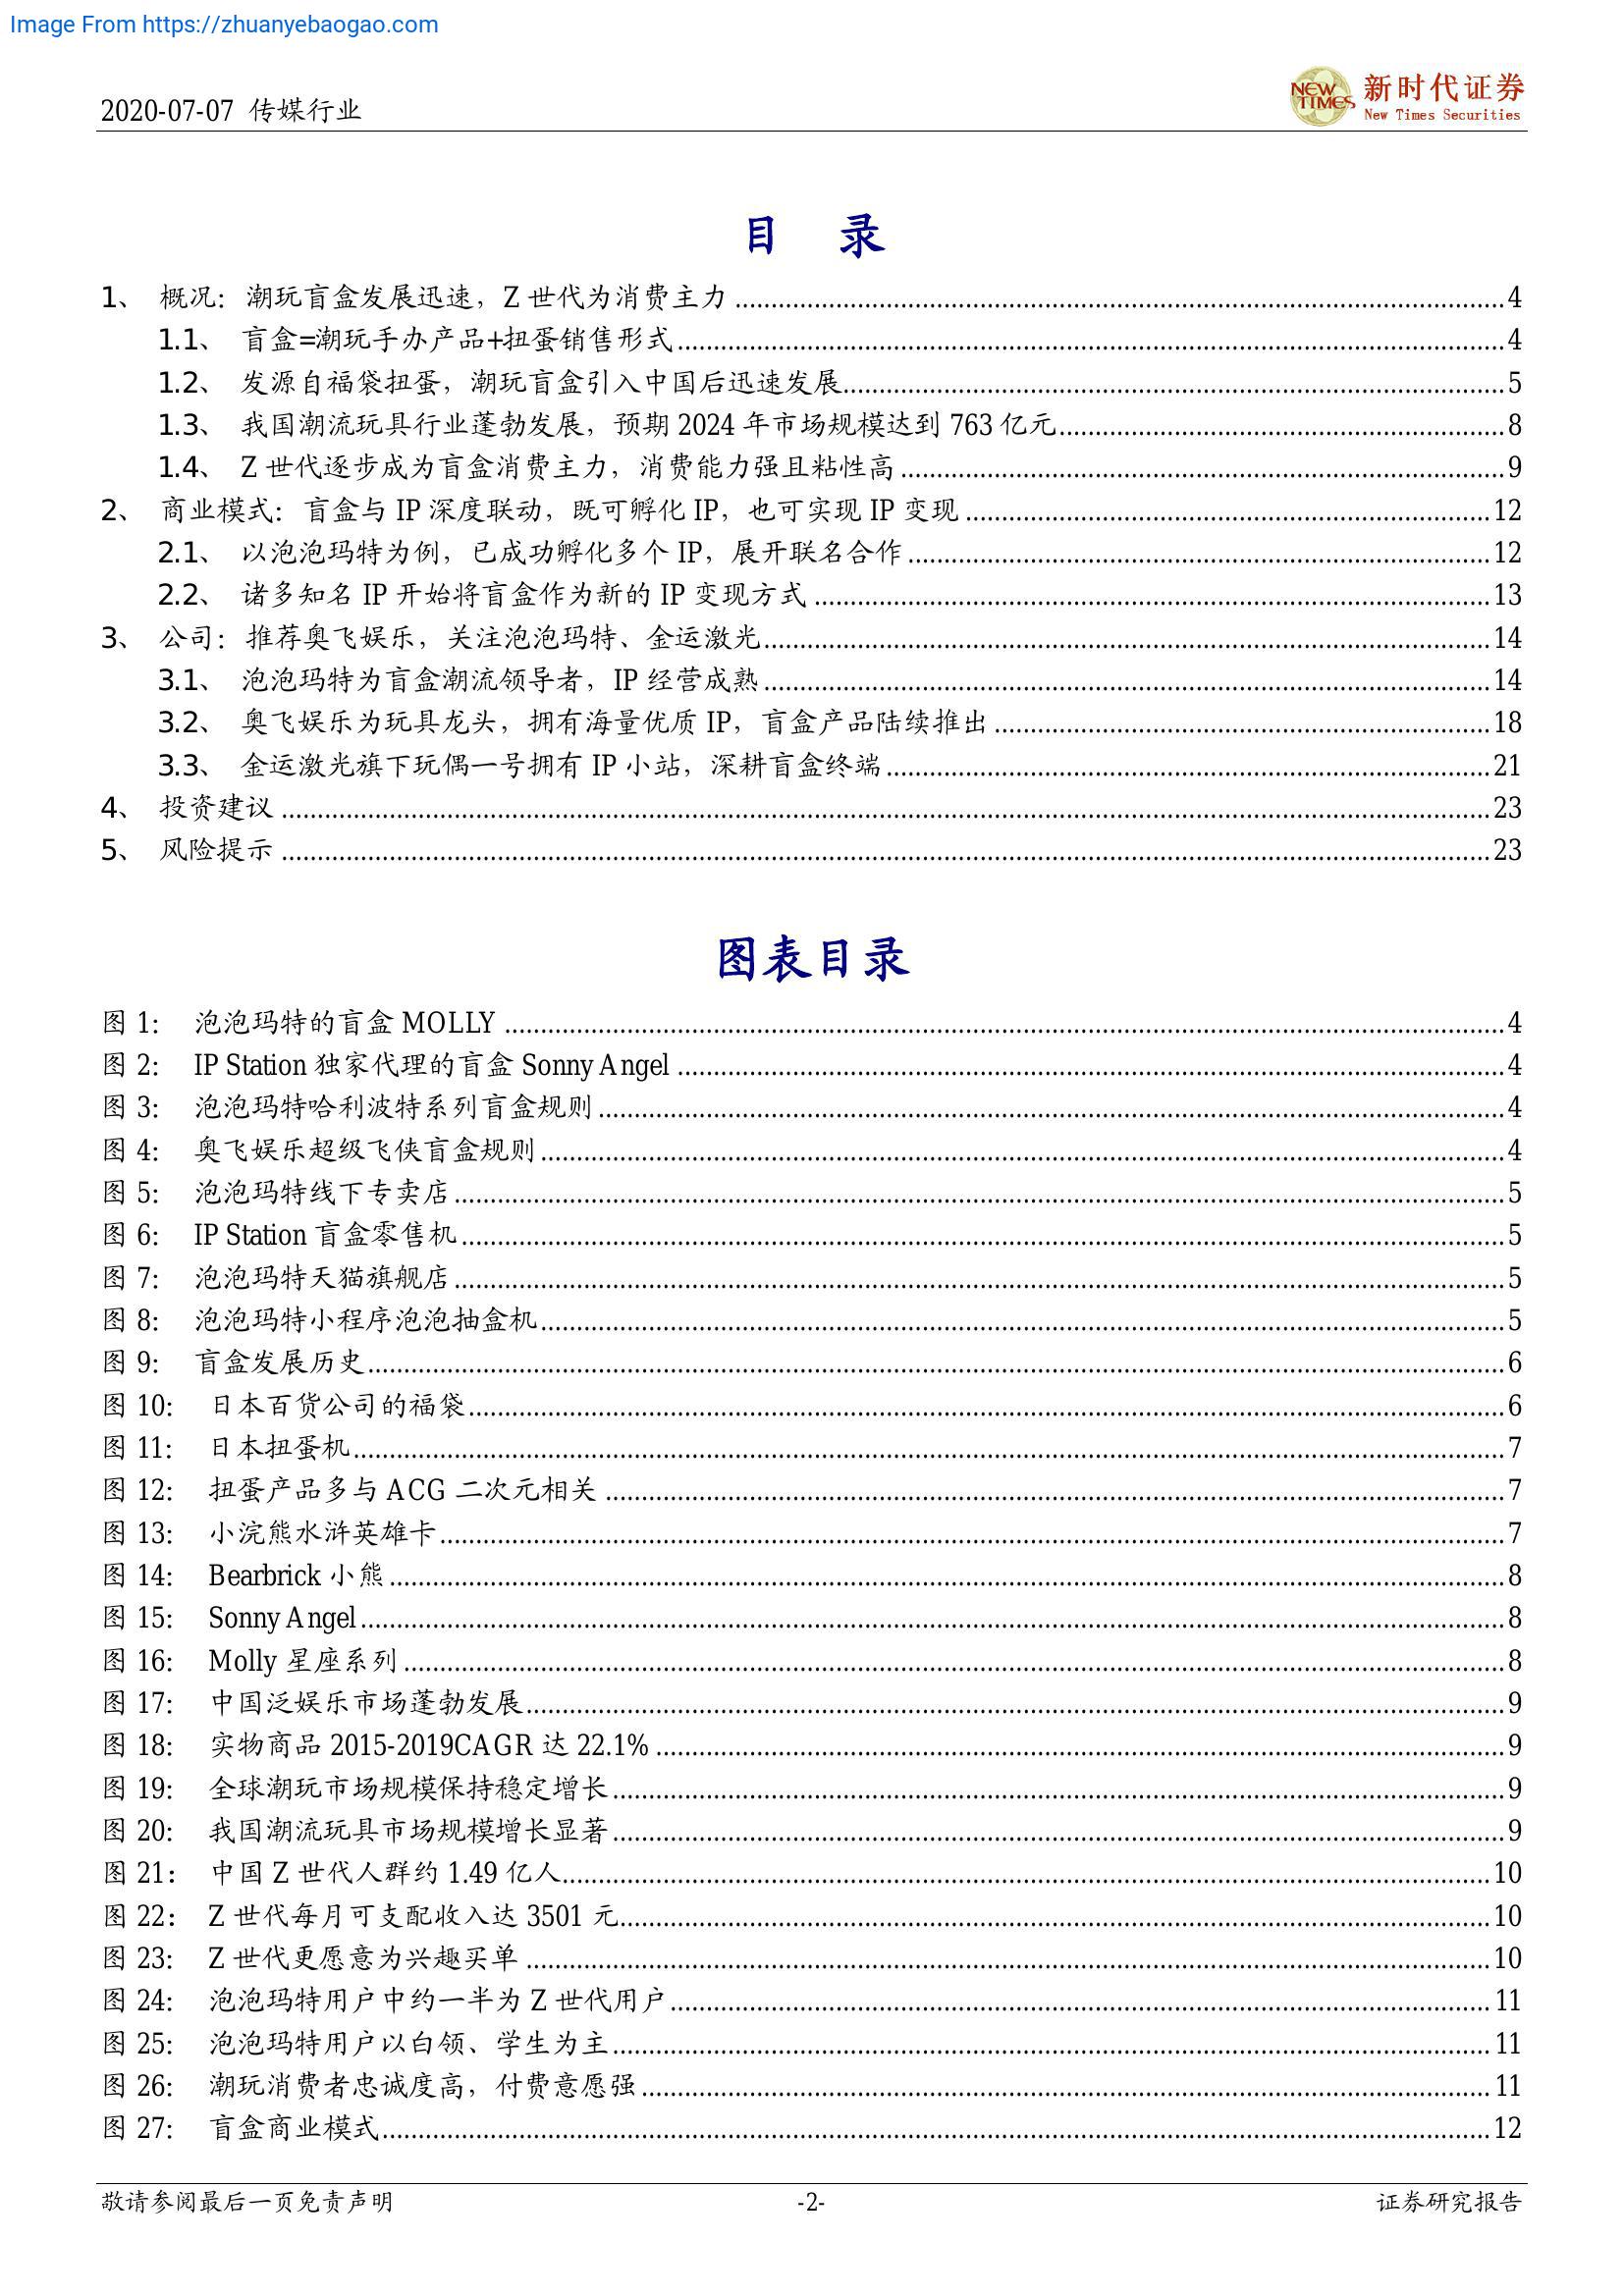 Image From https://zhuanyebaogao.com
2020-07-07 传媒行业
NEW TIMES
新时代证券
New Times Securities
目 录
1、 概况：潮玩盲盒发展迅速，Z 世代为消费主力 4
1.1、 盲盒=潮玩手办产品+扭蛋销售形式 4
1.2、 发源自福袋扭蛋，潮玩盲盒引入中国后迅速发展 5
1.3、 我国潮流玩具行业蓬勃发展，预期 2024 年市场规模达到 763 亿元 8
1.4、 Z 世代逐步成为盲盒消费主力，消费能力强且粘性高 9
2、 商业模式：盲盒与 IP 深度联动，既可孵化 IP，也可实现 IP 变现 12
2.1、 以泡泡玛特为例，已成功孵化多个 IP，展开联名合作 12
2.2、 诸多知名 IP 开始将盲盒作为新的 IP 变现方式 13
3、 公司：推荐奥飞娱乐，关注泡泡玛特、金运激光 14
3.1、 泡泡玛特为盲盒潮流领导者，IP 经营成熟 14
3.2、 奥飞娱乐为玩具龙头，拥有海量优质 IP，盲盒产品陆续推出 18
3.3、 金运激光旗下玩偶一号拥有 IP 小站，深耕盲盒终端 21
4、 投资建议 23
5、 风险提示 23
图表目录
图 1： 泡泡玛特的盲盒 MOLLY 4
图 2： IP Station 独家代理的盲盒 Sonny Angel 4
图 3： 泡泡玛特哈利波特系列盲盒规则 4
图 4： 奥飞娱乐超级飞侠盲盒规则 4
图 5： 泡泡玛特线下专卖店 5
图 6： IP Station 盲盒零售机 5
图 7： 泡泡玛特天猫旗舰店 5
图 8： 泡泡玛特小程序泡泡抽盒机 5
图 9： 盲盒发展历史 6
图 10： 日本百货公司的福袋 6
图 11： 日本扭蛋机 7
图 12： 扭蛋产品多与 ACG 二次元相关 7
图 13： 小浣熊水浒英雄卡 7
图 14： Bearbrick 小熊 8
图 15： Sonny Angel 8
图 16： Molly 星座系列 8
图 17： 中国泛娱乐市场蓬勃发展 9
图 18： 实物商品 2015-2019CAGR 达 22.1% 9
图 19： 全球潮玩市场规模保持稳定增长 9
图 20： 我国潮流玩具市场规模增长显著 9
图 21： 中国 Z 世代人群约 1.49 亿人 10
图 22： Z 世代每月可支配收入达 3501 元 10
图 23： Z 世代更愿意为兴趣买单 10
图 24： 泡泡玛特用户中约一半为 Z 世代用户 11
图 25： 泡泡玛特用户以白领、学生为主 11
图 26： 潮玩消费者忠诚度高，付费意愿强 11
图 27： 盲盒商业模式 12
敬请参阅最后一页免责声明 -2- 证券研究报告